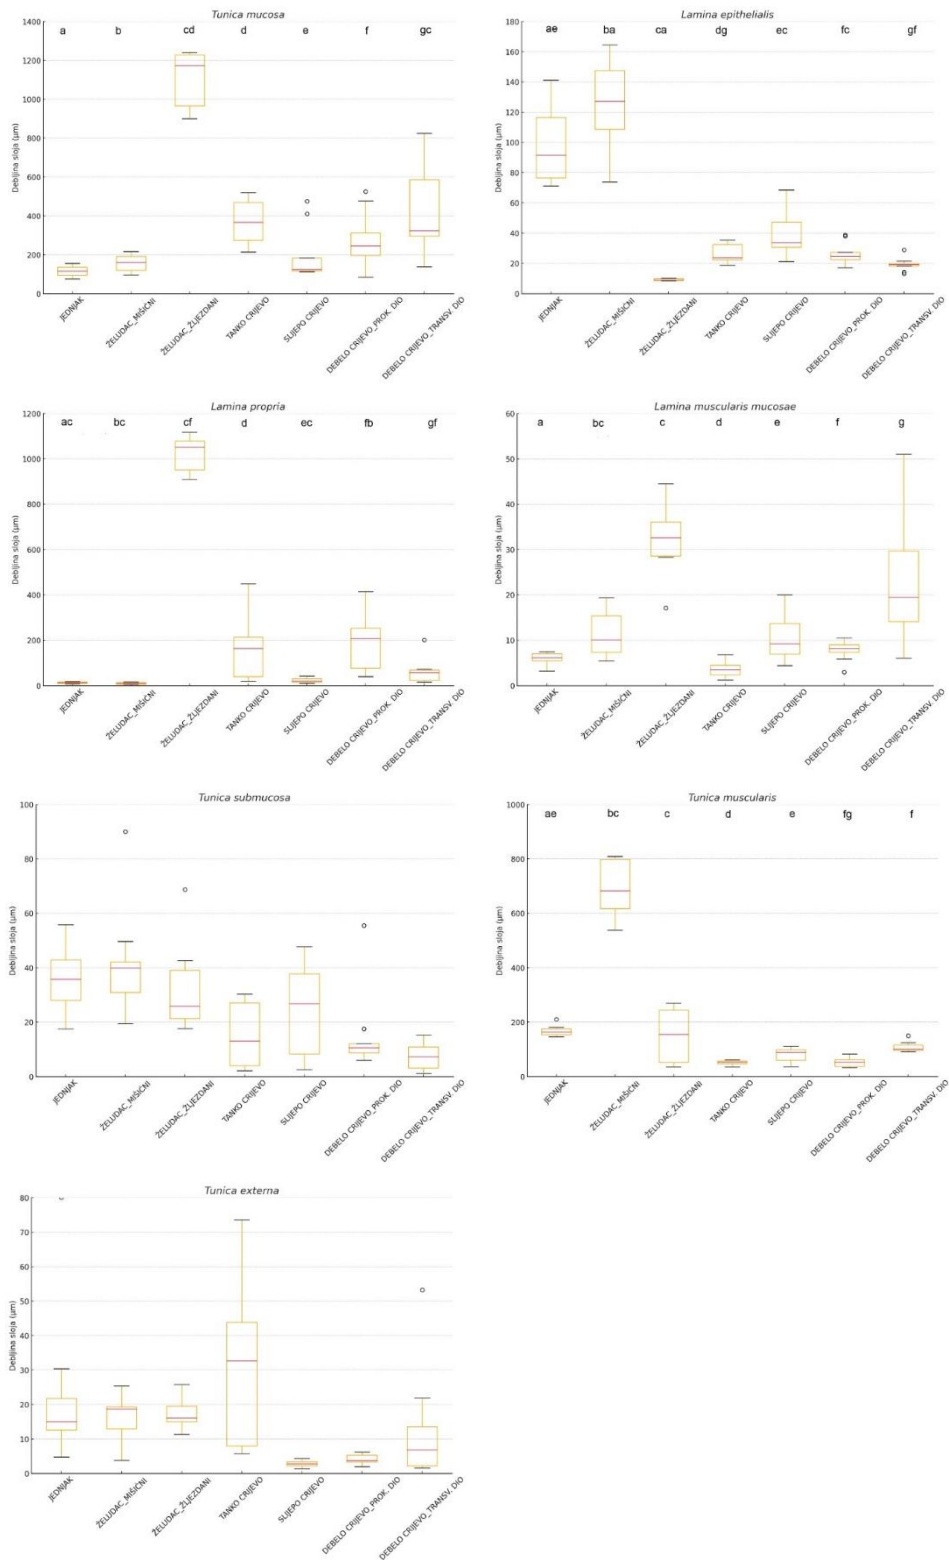 Tunica mucosa
a b cd d e f gc
Debljina sloja (µm)
1400
1200
1000
800
600
400
200
0
JEDNJAK
ŽELUDAC_MIŠIĆNI
ŽELUDAC_ŽLJEZDANI
TANKO CRIJEVO
SLIJEPO CRIJEVO
DEBELO CRIJEVO_PROK. DIO
DEBELO CRIJEVO_TRANSV. DIO
Lamina epithelialis
ae ba ca dg ec fc gf
Debljina sloja (µm)
180
160
140
120
100
80
60
40
20
0
JEDNJAK
ŽELUDAC_MIŠIĆNI
ŽELUDAC_ŽLJEZDANI
TANKO CRIJEVO
SLIJEPO CRIJEVO
DEBELO CRIJEVO_PROK. DIO
DEBELO CRIJEVO_TRANSV. DIO
Lamina propria
ac bc cf d ec fb gf
Debljina sloja (µm)
1200
1000
800
600
400
200
0
JEDNJAK
ŽELUDAC_MIŠIĆNI
ŽELUDAC_ŽLJEZDANI
TANKO CRIJEVO
SLIJEPO CRIJEVO
DEBELO CRIJEVO_PROK. DIO
DEBELO CRIJEVO_TRANSV. DIO
Lamina muscularis mucosae
a bc c d e f g
Debljina sloja (µm)
60
50
40
30
20
10
0
JEDNJAK
ŽELUDAC_MIŠIĆNI
ŽELUDAC_ŽLJEZDANI
TANKO CRIJEVO
SLIJEPO CRIJEVO
DEBELO CRIJEVO_PROK. DIO
DEBELO CRIJEVO_TRANSV. DIO
Tunica submucosa
Debljina sloja (µm)
100
80
60
40
20
0
JEDNJAK
ŽELUDAC_MIŠIĆNI
ŽELUDAC_ŽLJEZDANI
TANKO CRIJEVO
SLIJEPO CRIJEVO
DEBELO CRIJEVO_PROK. DIO
DEBELO CRIJEVO_TRANSV. DIO
Tunica muscularis
ae bc c d e fg f
Debljina sloja (µm)
1000
800
600
400
200
0
JEDNJAK
ŽELUDAC_MIŠIĆNI
ŽELUDAC_ŽLJEZDANI
TANKO CRIJEVO
SLIJEPO CRIJEVO
DEBELO CRIJEVO_PROK. DIO
DEBELO CRIJEVO_TRANSV. DIO
Tunica externa
Debljina sloja (µm)
80
70
60
50
40
30
20
10
0
JEDNJAK
ŽELUDAC_MIŠIĆNI
ŽELUDAC_ŽLJEZDANI
TANKO CRIJEVO
SLIJEPO CRIJEVO
DEBELO CRIJEVO_PROK. DIO
DEBELO CRIJEVO_TRANSV. DIO